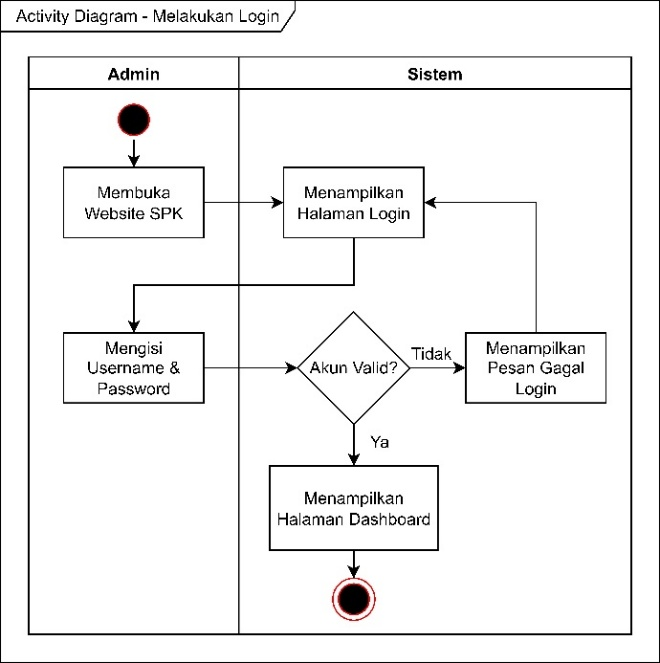 Activity Diagram - Melakukan Login
Admin
Sistem
Membuka
Website SPK
Menampilkan
Halaman Login
Mengisi
Username &
Password
Akun Valid?
Tidak
Menampilkan
Pesan Gagal
Login
Ya
Menampilkan
Halaman Dashboard